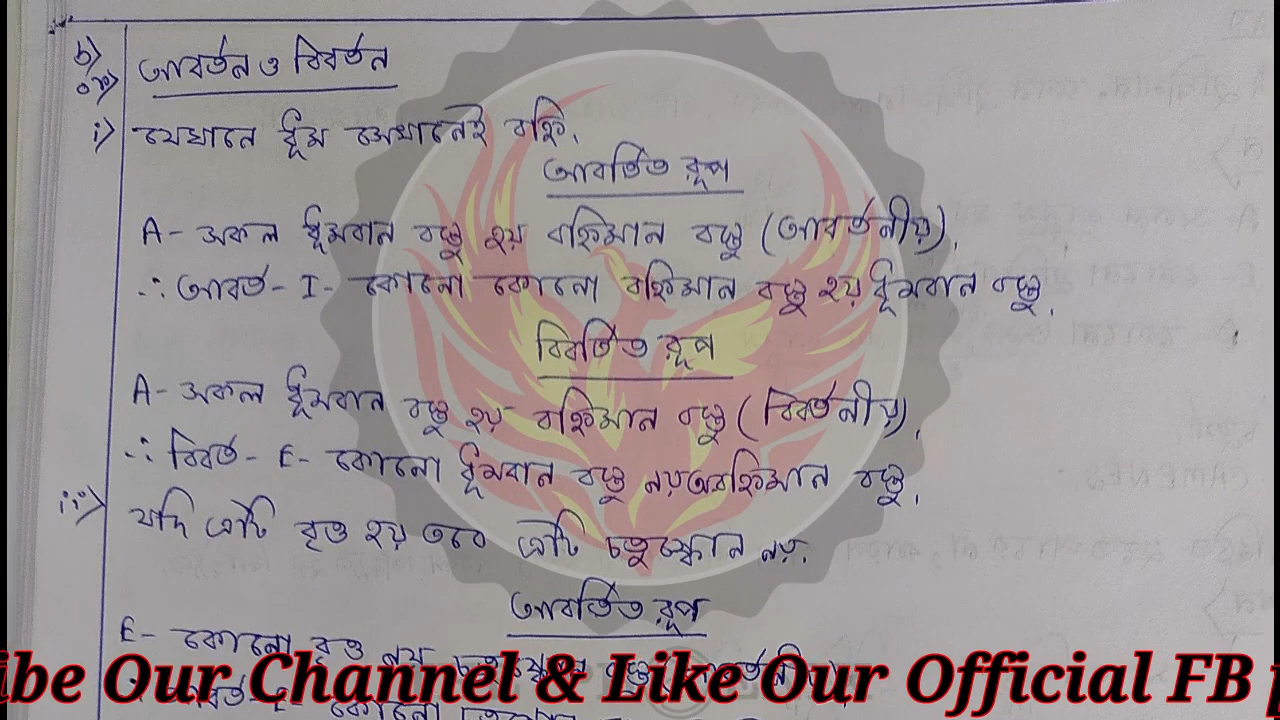 b>
or>
আবর্তন ও বিবর্তন
i> যেখানে ধূম সেখানেই বহ্নি.
আবর্তিত রূপ
A- সকল ধূমবান বস্তু হয় বহ্নিমান বস্তু (আবর্তনীয়).
∴ আবর্ত- I- কোনো কোনো বহ্নিমান বস্তু হয় ধূমবান বস্তু.
বিবর্তিত রূপ
A- সকল ধূমবান বস্তু হয় বহ্নিমান বস্তু (বিবর্তনীয়).
∴ বিবর্ত- E- কোনো ধূমবান বস্তু নয় অবহ্নিমান বস্তু.
ii> যদি এটি বৃত্ত হয় তবে এটি চতুস্কোন নয়.
আবর্তিত রূপ
E- কোনো বৃত্ত নয়
ibe Our Channel & Like Our Official FB p
কোনো